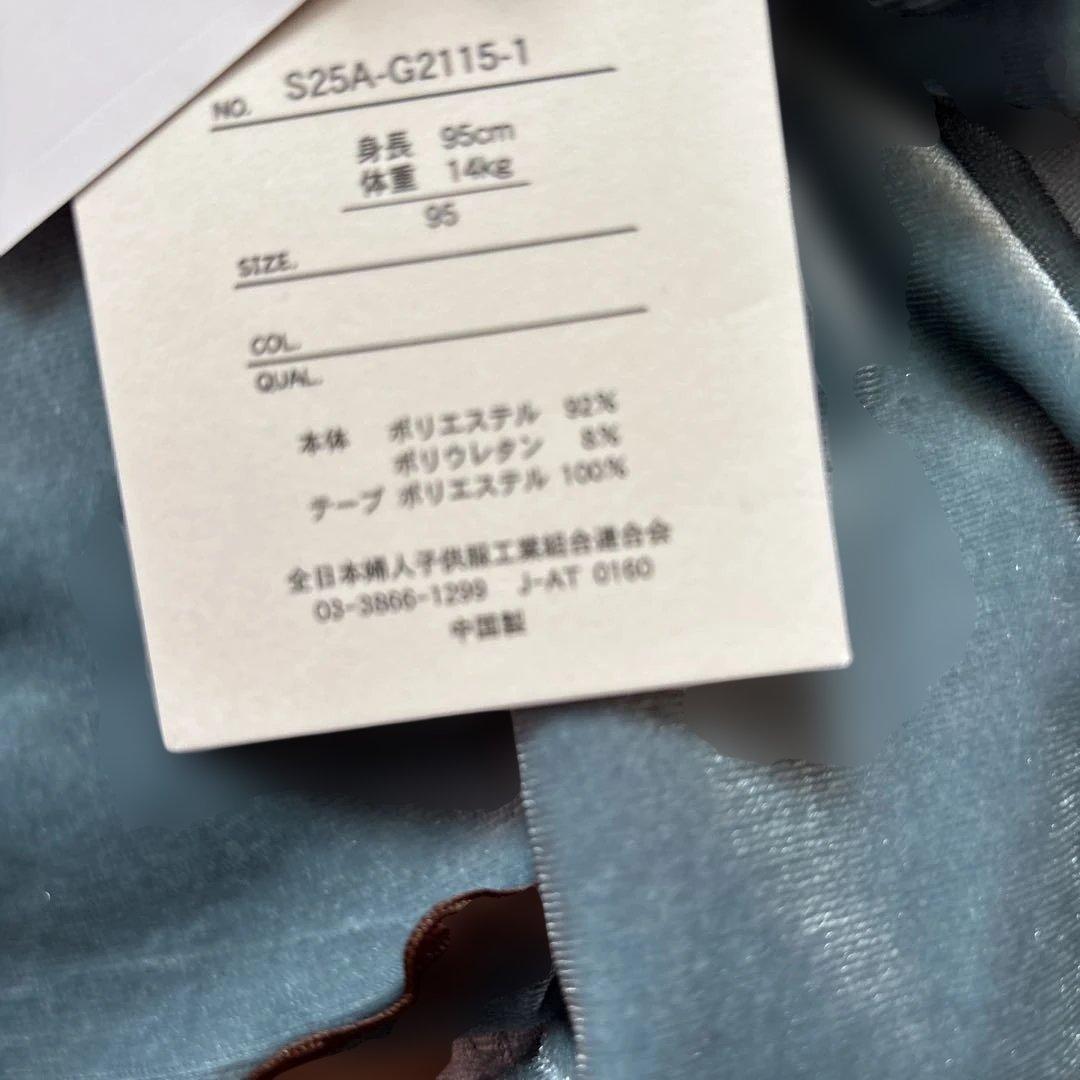 NO. S25A-G2115-1
身長 95cm
体重 14kg
95
SIZE.
COL.
QUAL.
本体 ポリエステル 92%
ポリウレタン 8%
テープ ポリエステル 100%
全日本婦人子供服工業組合連合会
03-3866-1299 J-AT 0160
中国製